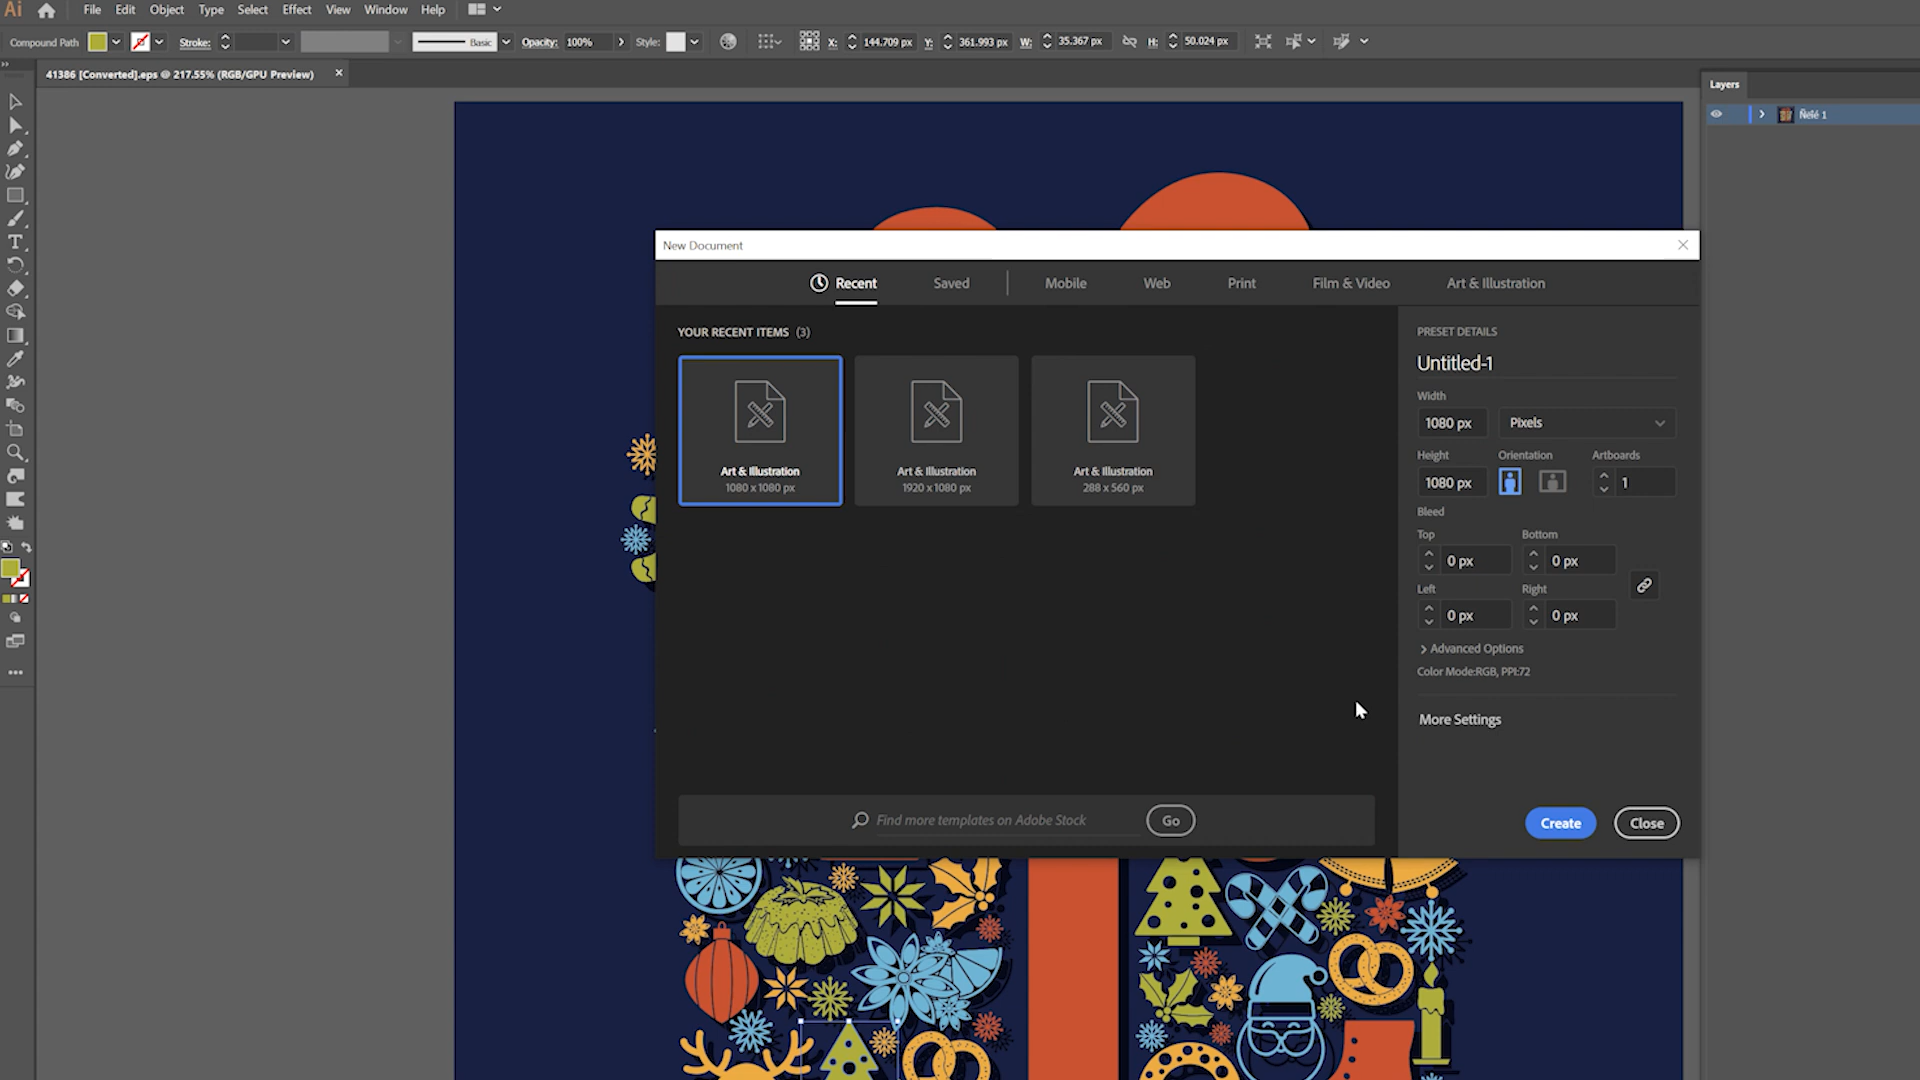 Ai File Edit Object Type Select Effect View Window Help
Compound Path Stroke: Basic Opacity: 100% Style: X: 144.709 px Y: 361.993 px W: 35.367 px H: 50.024 px
41386 [Converted].eps @ 217.55% (RGB/GPU Preview) ×
Layers
Ñëîé 1
New Document
Recent Saved Mobile Web Print Film & Video Art & Illustration
YOUR RECENT ITEMS (3)
Art & Illustration
1080 x 1080 px
Art & Illustration
1920 x 1080 px
Art & Illustration
288 x 560 px
PRESET DETAILS
Untitled-1
Width
1080 px Pixels
Height Orientation Artboards
1080 px 1
Bleed
Top Bottom
0 px 0 px
Left Right
0 px 0 px
Advanced Options
Color Mode:RGB, PPI:72
More Settings
Find more templates on Adobe Stock Go
Create Close